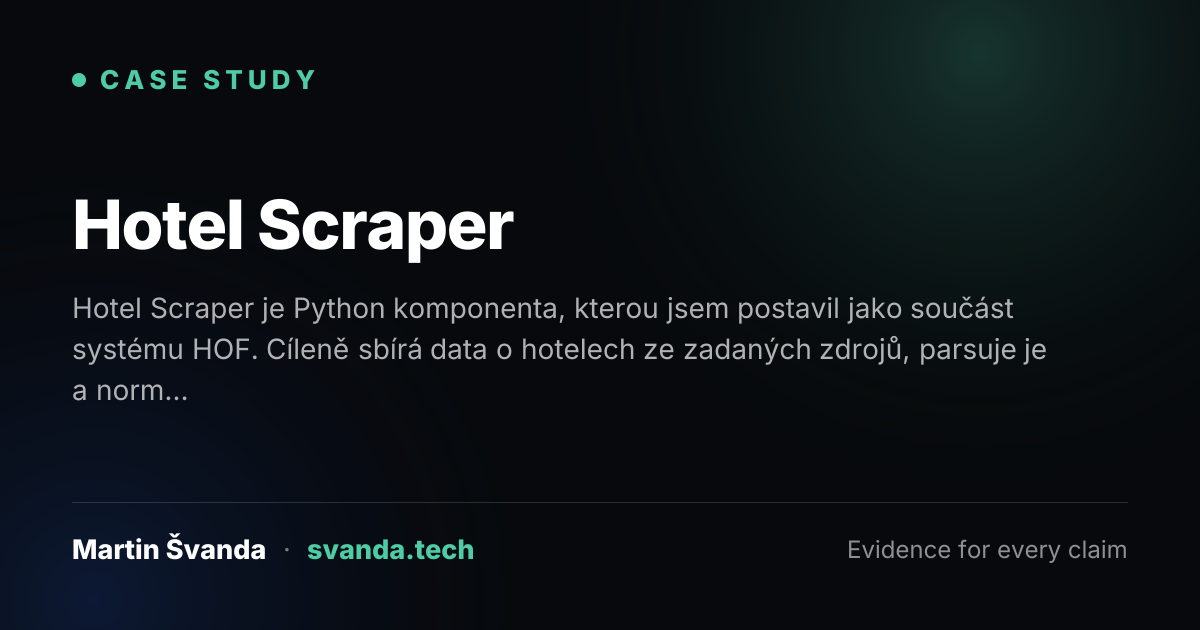 CASE STUDY
Hotel Scraper
Hotel Scraper je Python komponenta, kterou jsem postavil jako součást
systému HOF. Cíleně sbírá data o hotelech ze zadaných zdrojů, parsuje je
a norm...
Martin Švanda · svanda.tech
Evidence for every claim